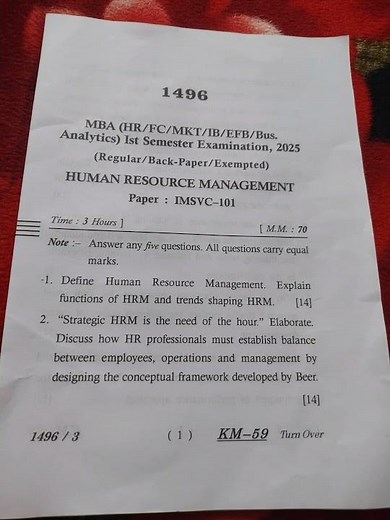 1496
MBA (HR/FC/MKT/IB/EFB/Bus.
Analytics) Ist Semester Examination, 2025
(Regular/Back-Paper/Exempted)
HUMAN RESOURCE MANAGEMENT
Paper : IMSVC-101
Time : 3 Hours ] [ M.M. : 70
Note :- Answer any five questions. All questions carry equal
marks.
1. Define Human Resource Management. Explain
functions of HRM and trends shaping HRM. [14]
2. "Strategic HRM is the need of the hour." Elaborate.
Discuss how HR professionals must establish balance
between employees, operations and management by
designing the conceptual framework developed by Beer.
[14]
1496 / 3 ( 1 ) KM-59 Turn Over